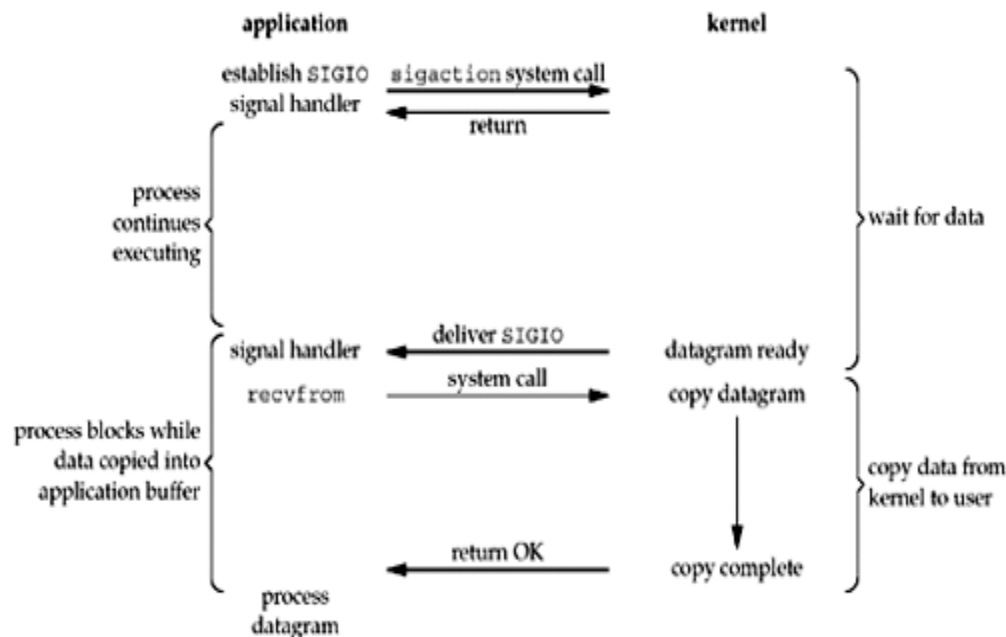 application kernel
establish SIGIO sigaction system call
signal handler
return
process
continues
executing
wait for data
signal handler deliver SIGIO datagram ready
recvfrom system call copy datagram
process blocks while
data copied into
application buffer
copy data from
kernel to user
return OK copy complete
process
datagram